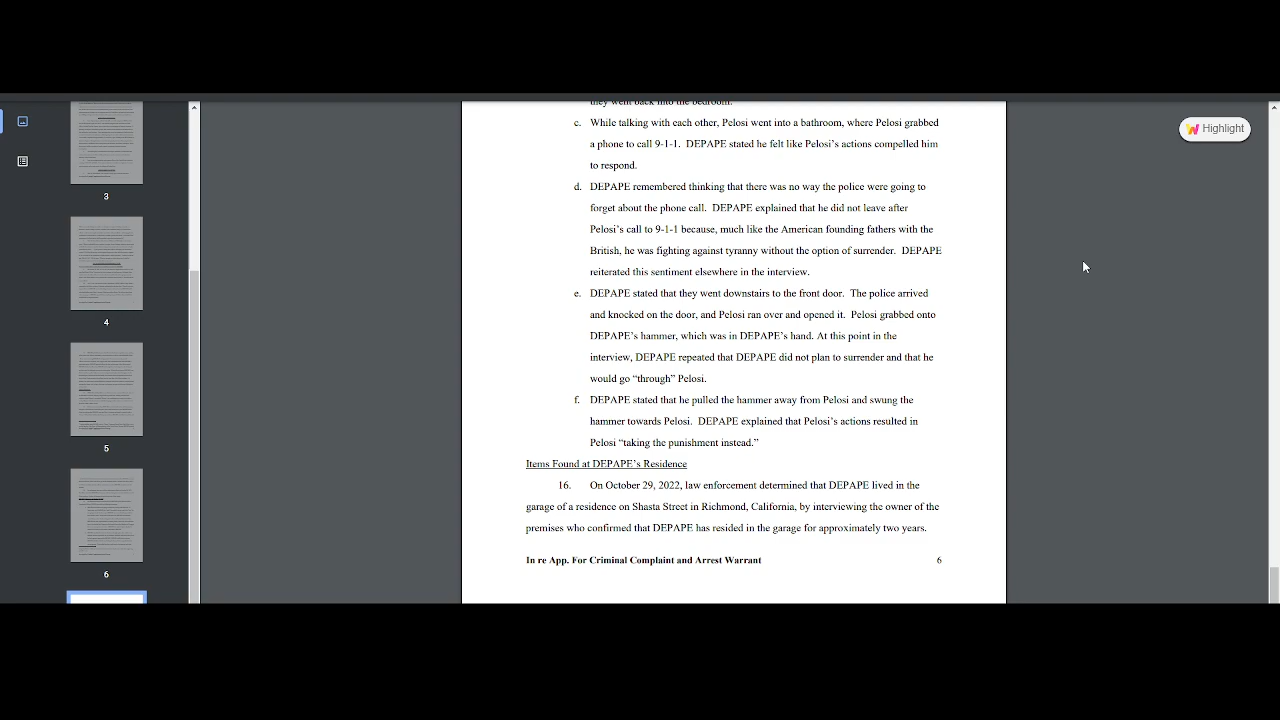 they went back into the bedroom.
c. While talking with each other, Pelosi went into a bathroom, where Pelosi grabbed
a phone to call 9-1-1. DEPAPE stated he felt like Pelosi’s actions compelled him
to respond.
d. DEPAPE remembered thinking that there was no way the police were going to
forget about the phone call. DEPAPE explained that he did not leave after
Pelosi’s call to 9-1-1 because, much like the American founding fathers with the
British, he was fighting against tyranny without the option of surrender. DEPAPE
reiterated this sentiment elsewhere in the interview.
e. DEPAPE stated that they went downstairs to the front door. The police arrived
and knocked on the door, and Pelosi ran over and opened it. Pelosi grabbed onto
DEPAPE’s hammer, which was in DEPAPE’s hand. At this point in the
interview, DEPAPE repeated that DEPAPE did not plan to surrender and that he
would go “through” Pelosi.
f. DEPAPE stated that he pulled the hammer away from Pelosi and swung the
hammer towards Pelosi. DEPAPE explained that Pelosi’s actions resulted in
Pelosi “taking the punishment instead.”
Items Found at DEPAPE’s Residence
16. On October 29, 2022, law enforcement determined that DEPAPE lived in the
garage of a residence on Shasta Street in Richmond, California, by interviewing the owner of the
premises who confirmed that DEPAPE has resided in the garage for approximately two years.
In re App. For Criminal Complaint and Arrest Warrant 6
3
4
5
6
Highlight